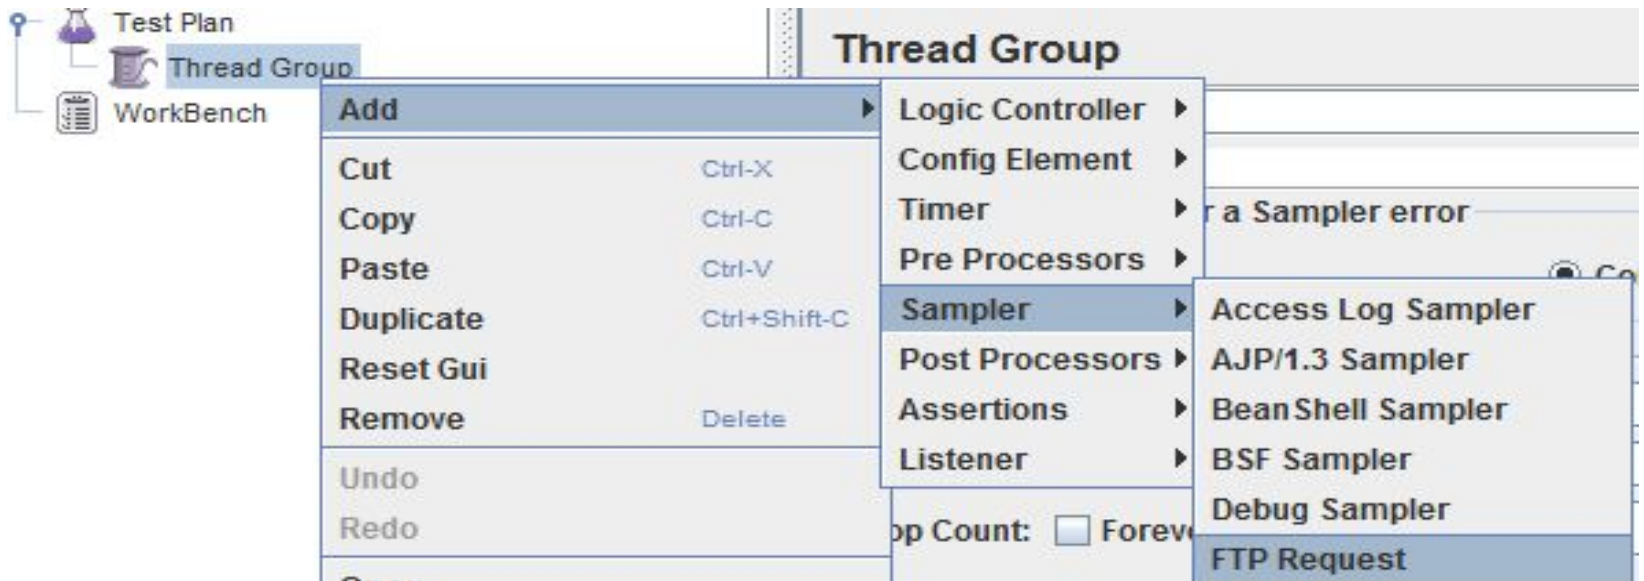 Test Plan
Thread Group
WorkBench
Thread Group
Add
Cut Ctrl-X
Copy Ctrl-C
Paste Ctrl-V
Duplicate Ctrl+Shift-C
Reset Gui
Remove Delete
Undo
Redo
Logic Controller
Config Element
Timer
Pre Processors
Sampler
Post Processors
Assertions
Listener
r a Sampler error
Co
Access Log Sampler
AJP/1.3 Sampler
BeanShell Sampler
BSF Sampler
Debug Sampler
FTP Request
op Count: Forev